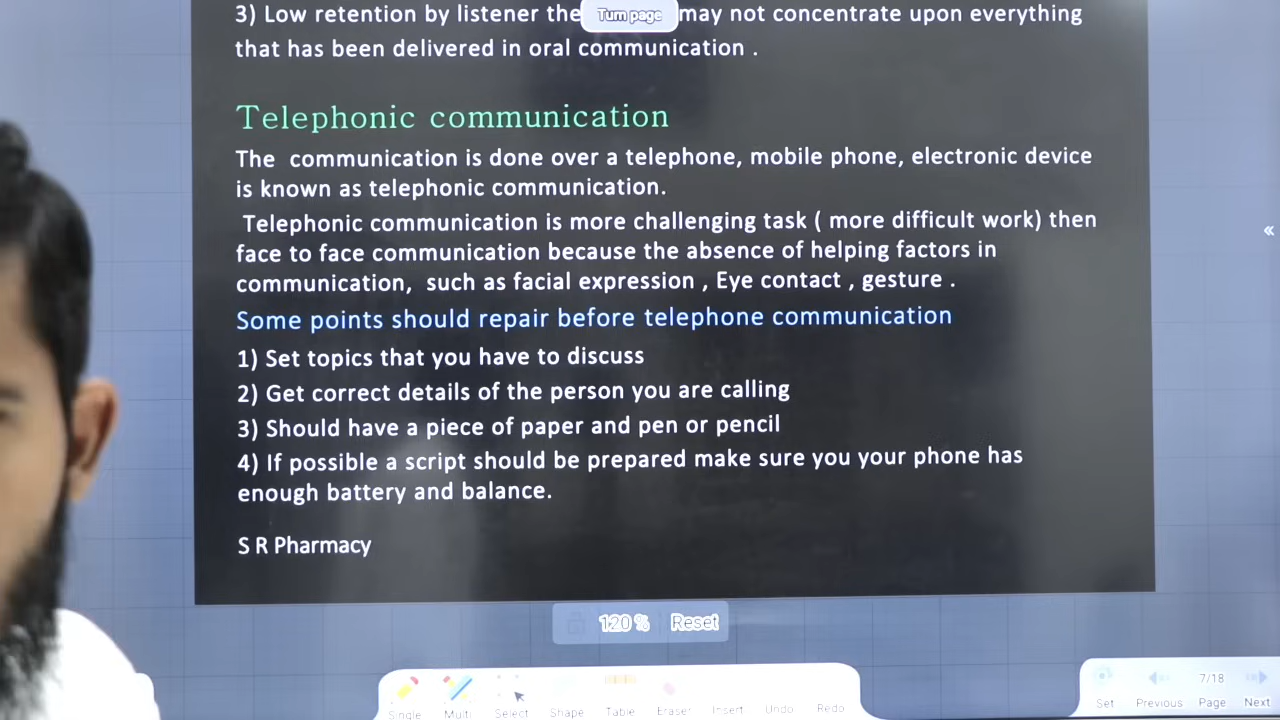 3) Low retention by listener the Turn page may not concentrate upon everything
that has been delivered in oral communication .
Telephonic communication
The communication is done over a telephone, mobile phone, electronic device
is known as telephonic communication.
Telephonic communication is more challenging task ( more difficult work) then
face to face communication because the absence of helping factors in
communication, such as facial expression , Eye contact , gesture .
Some points should repair before telephone communication
1) Set topics that you have to discuss
2) Get correct details of the person you are calling
3) Should have a piece of paper and pen or pencil
4) If possible a script should be prepared make sure you your phone has
enough battery and balance.
S R Pharmacy
120 % Reset
7/18
Single Multi Select Shape Table Eraser Insert Undo Redo
Set Previous Page Next